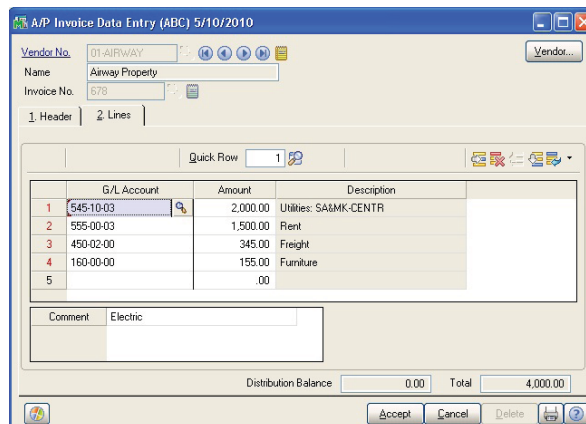 A/P Invoice Data Entry (ABC) 5/10/2010
Vendor No. 01-AIRWAY Vendor...
Name Airway Property
Invoice No. 678
1. Header 2. Lines
Quick Row 1
G/L Account Amount Description
1 545-10-03 2,000.00 Utilities: SA&MK-CENTR
2 555-00-03 1,500.00 Rent
3 450-02-00 345.00 Freight
4 160-00-00 155.00 Furniture
5 .00
Comment Electric
Distribution Balance 0.00 Total 4,000.00
Accept Cancel Delete